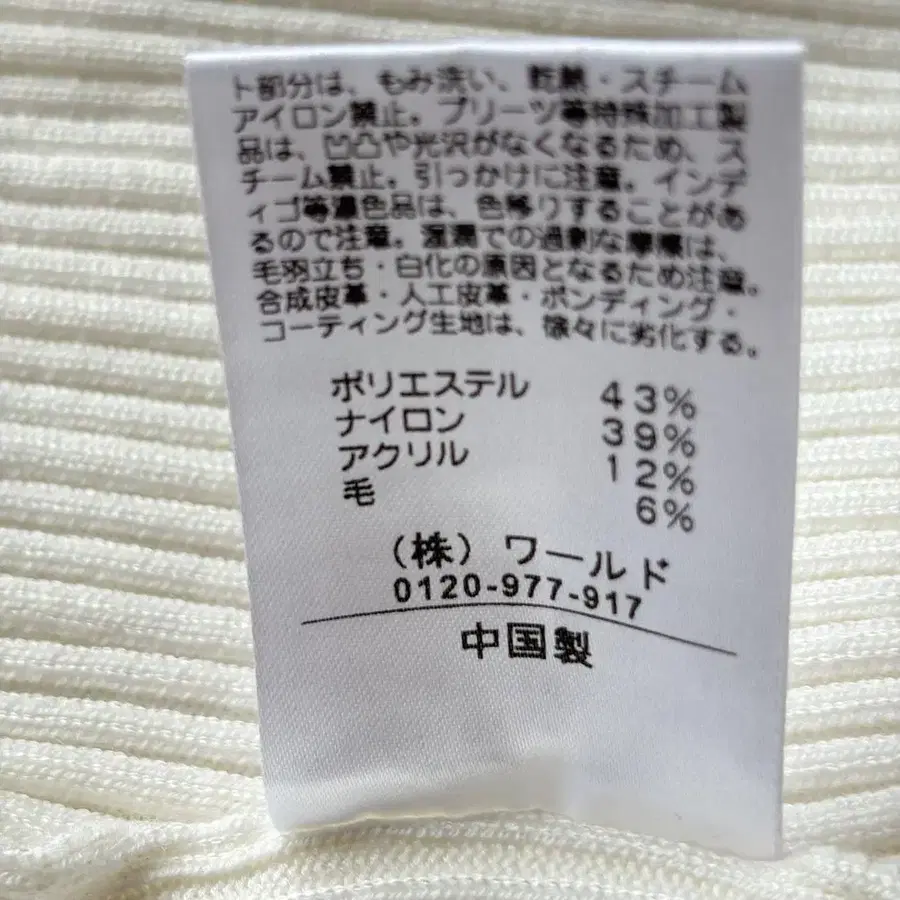 ト部分は、もみ洗い、乾熱・スチーム
アイロン禁止。プリーツ等特殊加工製
品は、凹凸や光沢がなくなるため、ス
チーム禁止。引っかけに注意。インデ
ィゴ等濃色品は、色移りすることがあ
るので注意。湿潤での過剰な摩擦は、
毛羽立ち・白化の原因となるため注意。
合成皮革・人工皮革・ボンディング・
コーティング生地は、徐々に劣化する。
ポリエステル 43%
ナイロン 39%
アクリル 12%
毛 6%
(株) ワールド
0120-977-917
中国製